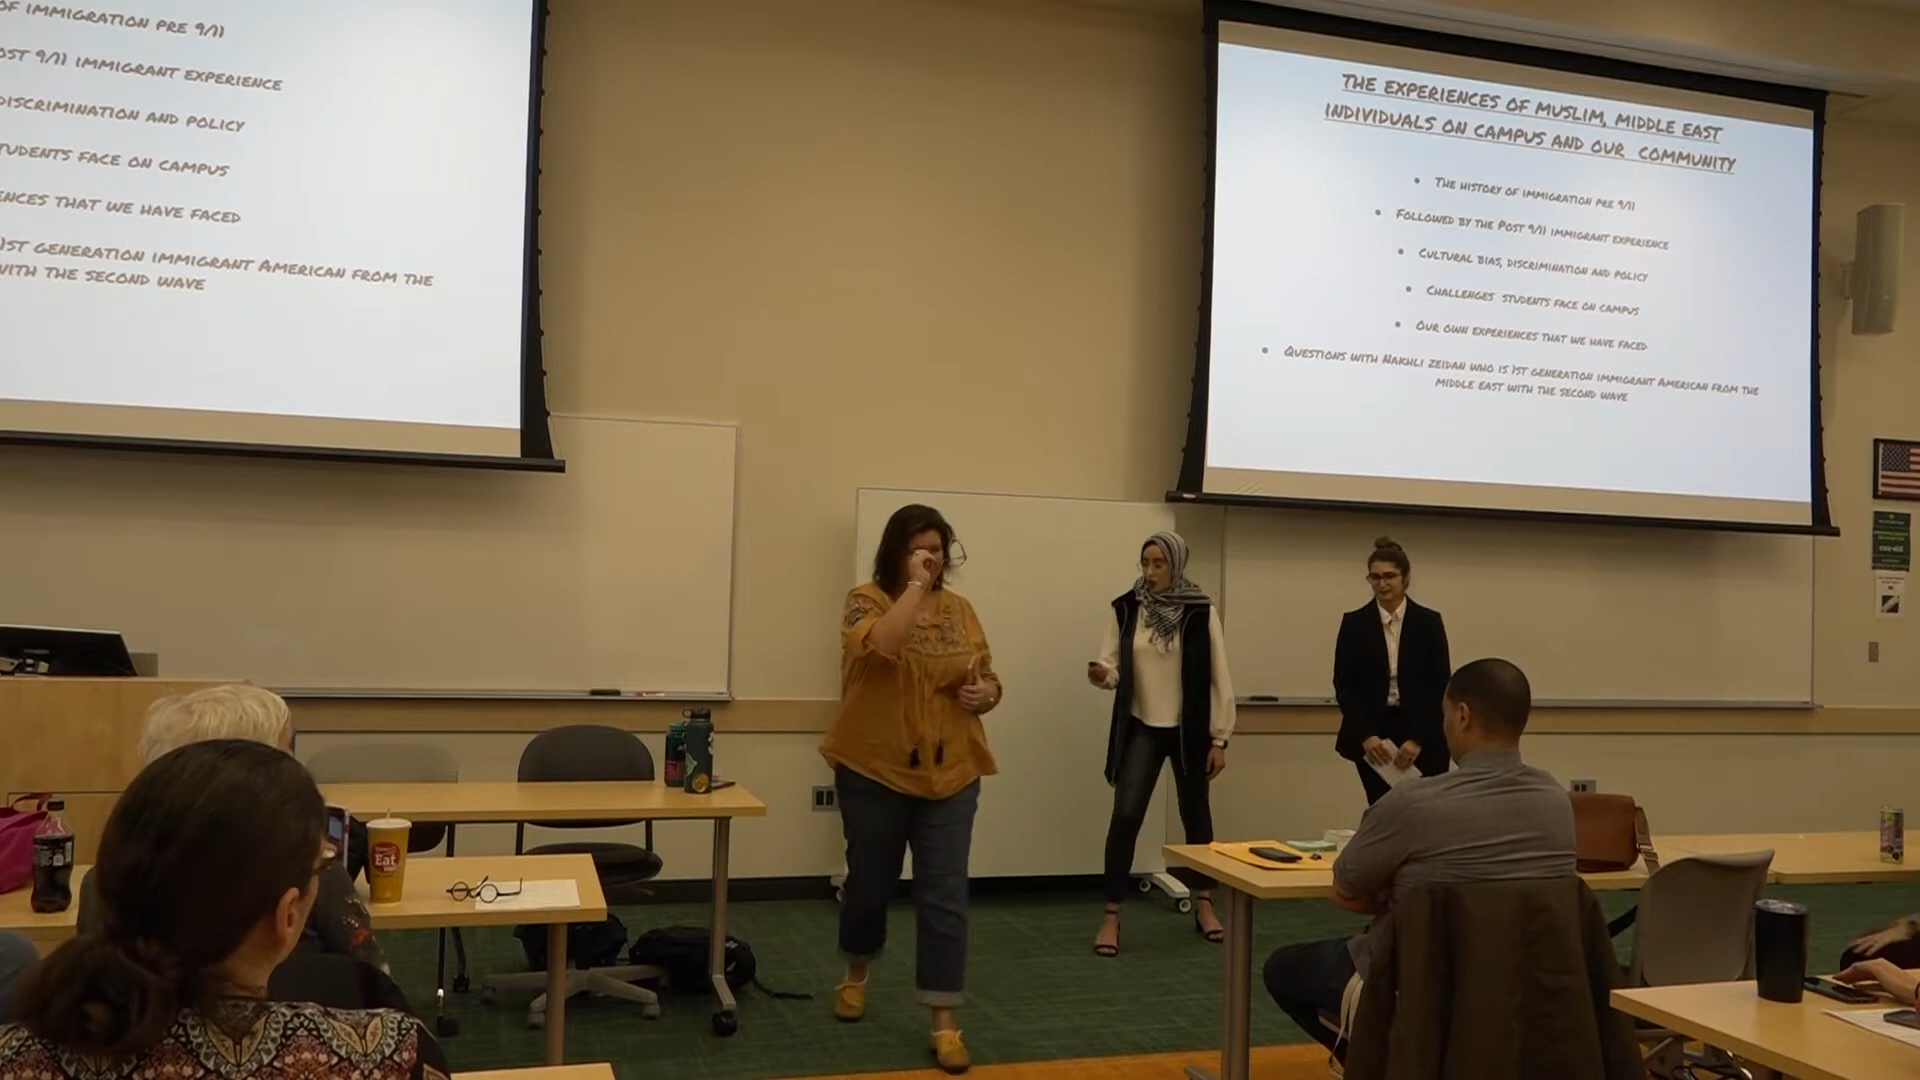 OF IMMIGRATION PRE 9/11
OST 9/11 IMMIGRANT EXPERIENCE
DISCRIMINATION AND POLICY
TUDENTS FACE ON CAMPUS
ENCES THAT WE HAVE FACED
1ST GENERATION IMMIGRANT AMERICAN FROM THE
WITH THE SECOND WAVE
THE EXPERIENCES OF MUSLIM, MIDDLE EAST
INDIVIDUALS ON CAMPUS AND OUR COMMUNITY
• THE HISTORY OF IMMIGRATION PRE 9/11
• FOLLOWED BY THE POST 9/11 IMMIGRANT EXPERIENCE
• CULTURAL BIAS, DISCRIMINATION AND POLICY
• CHALLENGES STUDENTS FACE ON CAMPUS
• OUR OWN EXPERIENCES THAT WE HAVE FACED
• QUESTIONS WITH NAKHLI ZEIDAN WHO IS 1ST GENERATION IMMIGRANT AMERICAN FROM THE
MIDDLE EAST WITH THE SECOND WAVE
Eat